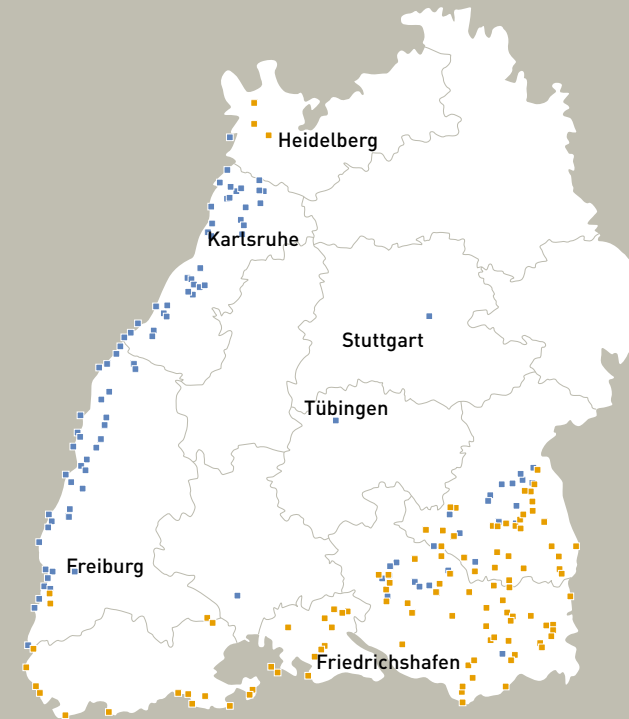 Heidelberg
Karlsruhe
Stuttgart
Tübingen
Freiburg
Friedrichshafen